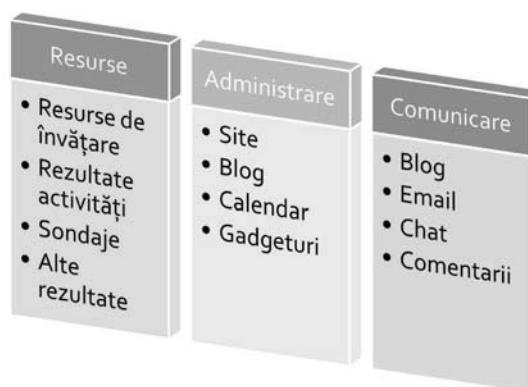 Resurse
• Resurse de
învățare
• Rezultate
activități
• Sondaje
• Alte
rezultate
Administrare
• Site
• Blog
• Calendar
• Gadgeturi
Comunicare
• Blog
• Email
• Chat
• Comentarii